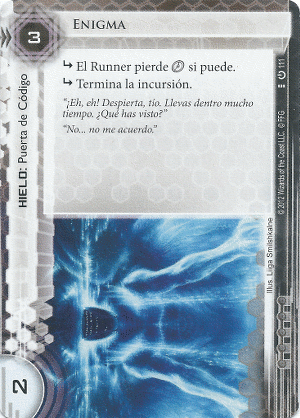 ENIGMA
3
HIELO: Puerta de Código
↳ El Runner pierde si puede.
↳ Termina la incursión.
“¡Eh, eh! Despierta, tío. Llevas dentro mucho
tiempo. ¿Qué has visto?”
“No... no me acuerdo.”
111
© 2012 Wizards of the Coast LLC. © FFG
Illus. Liiga Smilshkalne
2